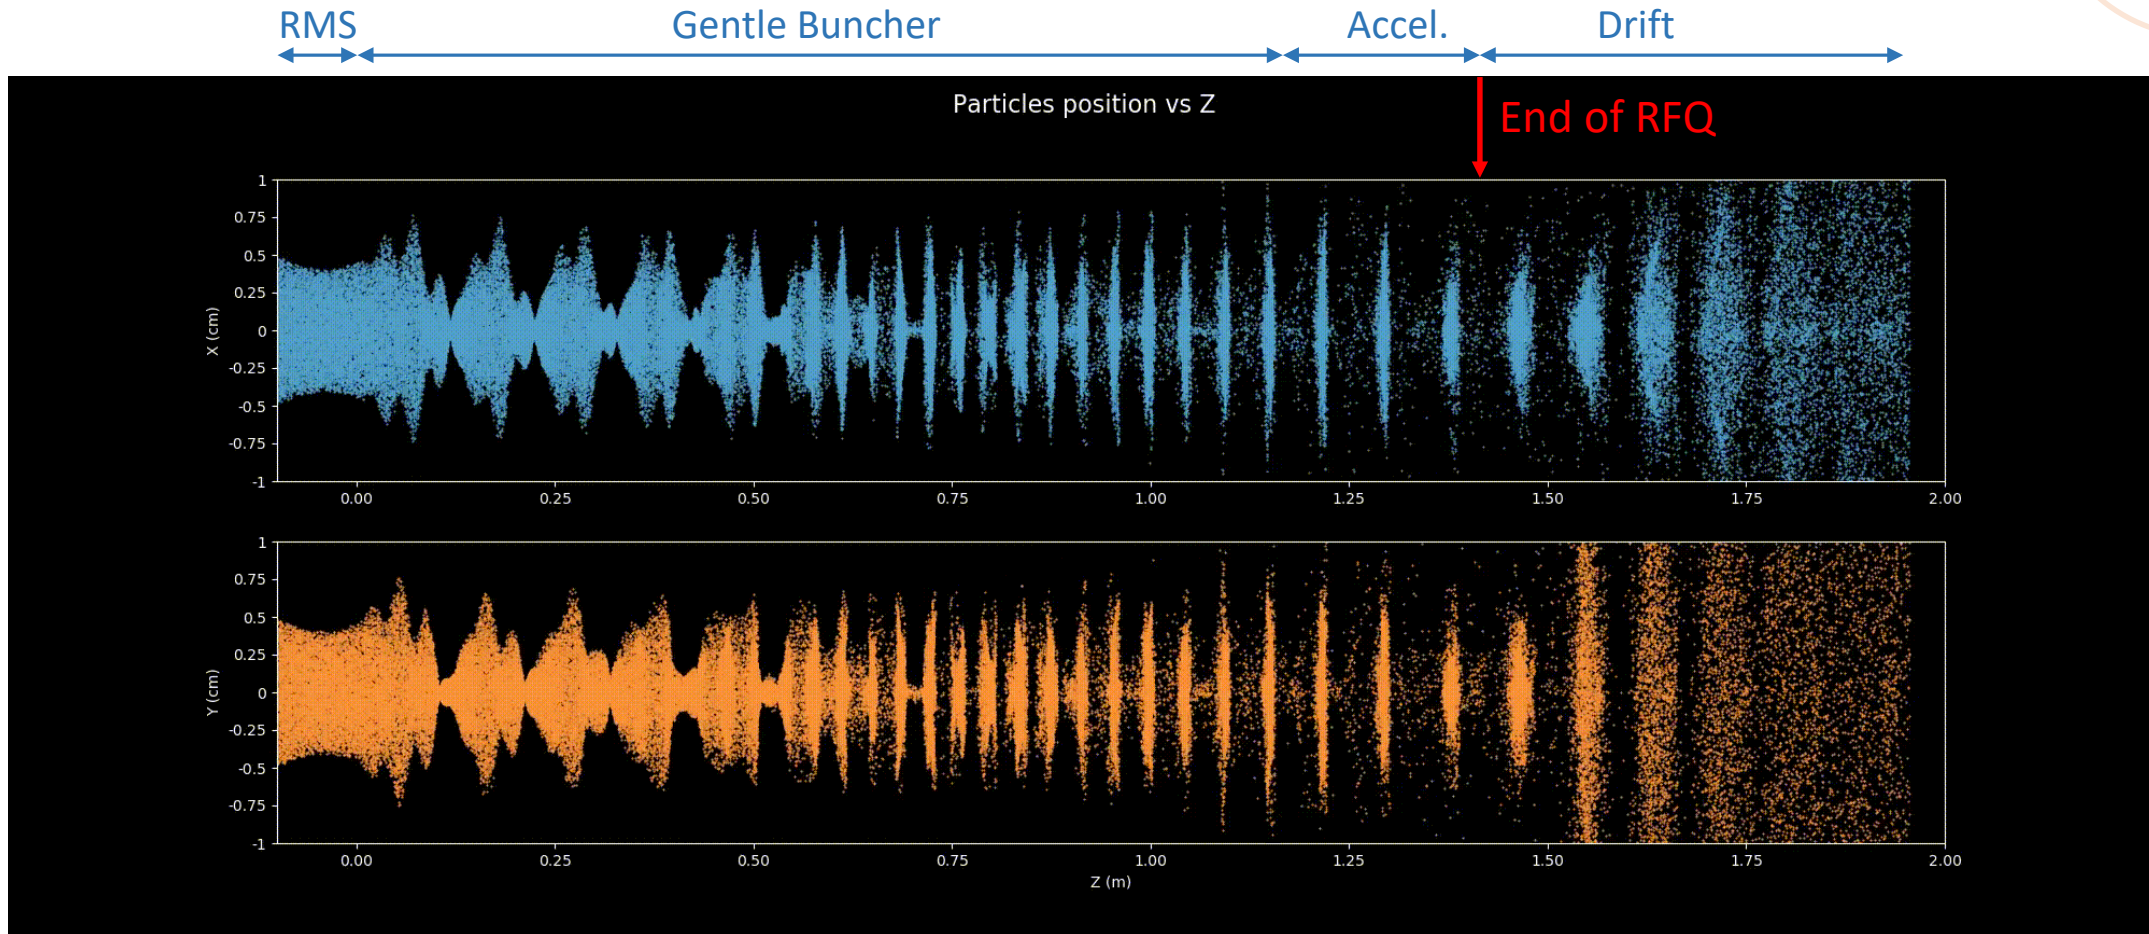 RMS Gentle Buncher Accel. Drift
Particles position vs Z
End of RFQ
1
0.75
0.5
0.25
0
-0.25
-0.5
-0.75
-1
X (cm)
0.00 0.25 0.50 0.75 1.00 1.25 1.50 1.75 2.00
1
0.75
0.5
0.25
0
-0.25
-0.5
-0.75
-1
Y (cm)
0.00 0.25 0.50 0.75 1.00 1.25 1.50 1.75 2.00
Z (m)